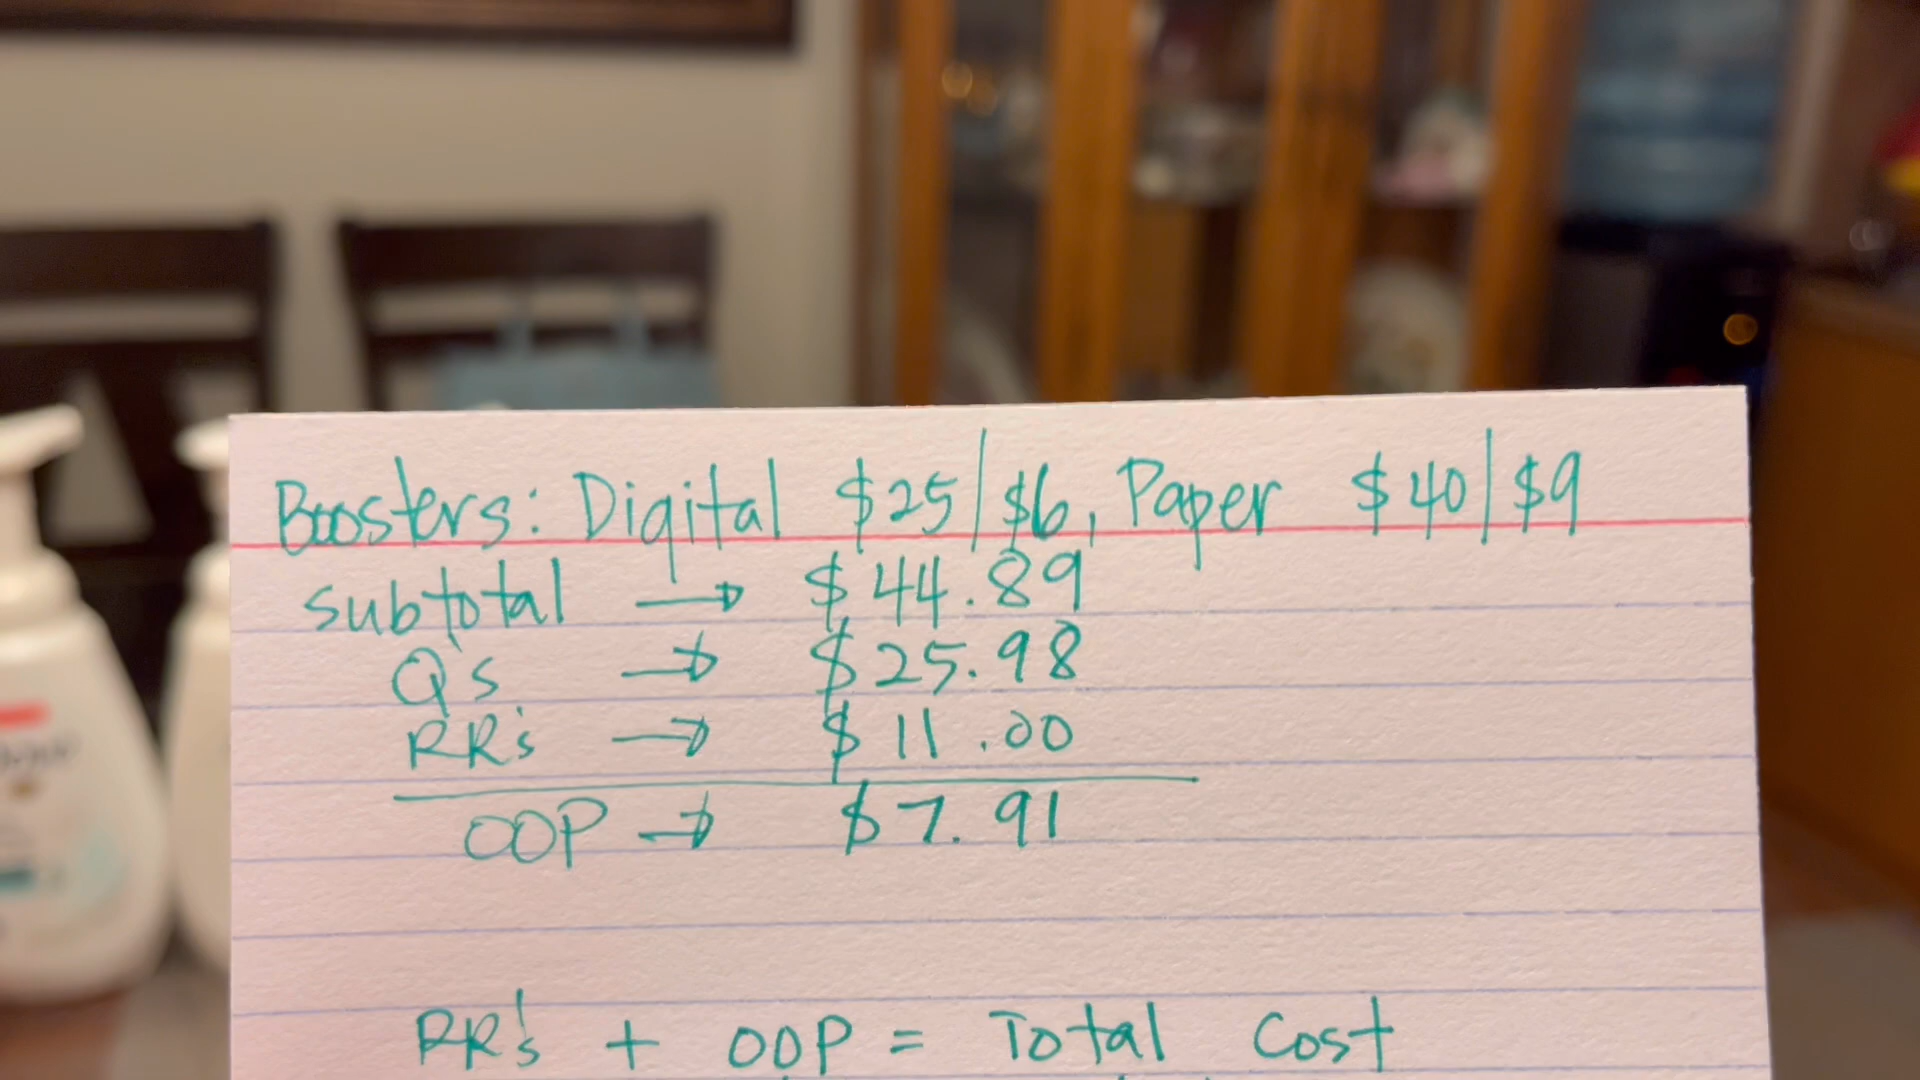 Boosters: Digital $25/$6, Paper $40/$9
subtotal → $44.89
Q's → $25.98
RR's → $11.00
OOP → $7.91
RR's + OOP = Total Cost